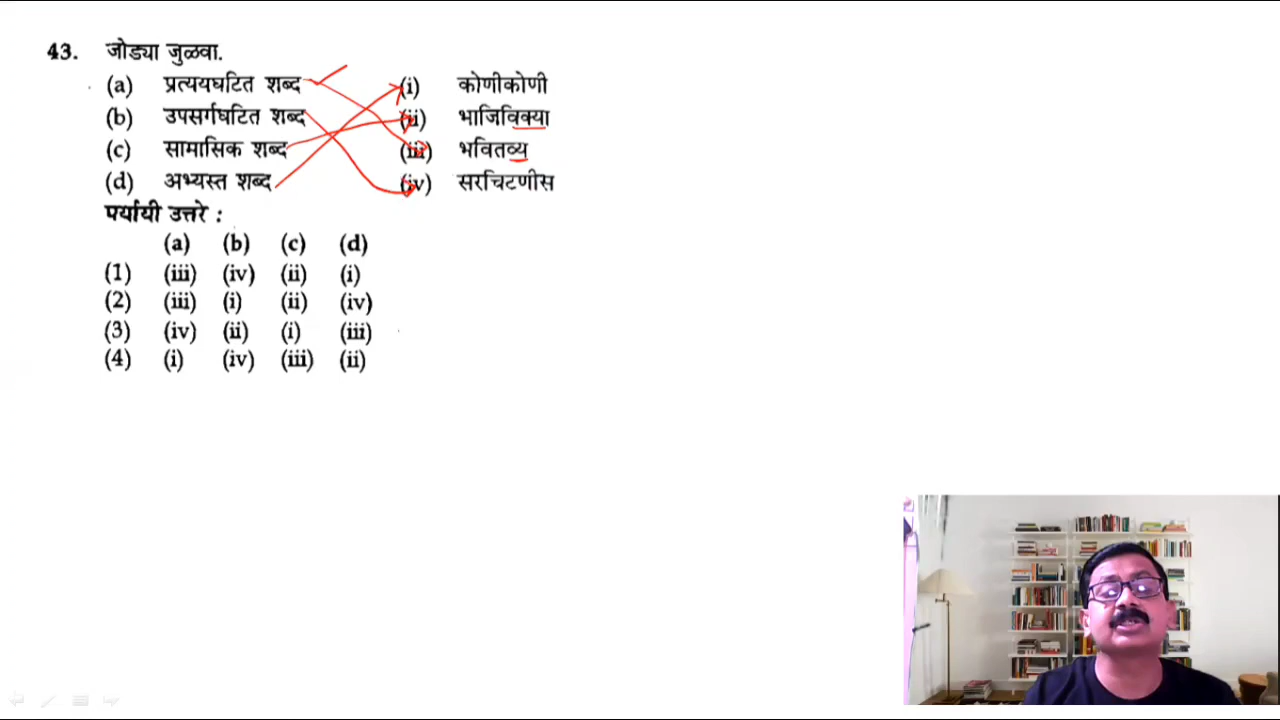 43. जोड्या जुळवा.
(a) प्रत्ययघटित शब्द (i) कोणीकोणी
(b) उपसर्गघटित शब्द (ii) भाजिविक्या
(c) सामासिक शब्द (iii) भवितव्य
(d) अभ्यस्त शब्द (iv) सरचिटणीस
पर्यायी उत्तरे :
(a) (b) (c) (d)
(1) (iii) (iv) (ii) (i)
(2) (iii) (i) (ii) (iv)
(3) (iv) (ii) (i) (iii)
(4) (i) (iv) (iii) (ii)